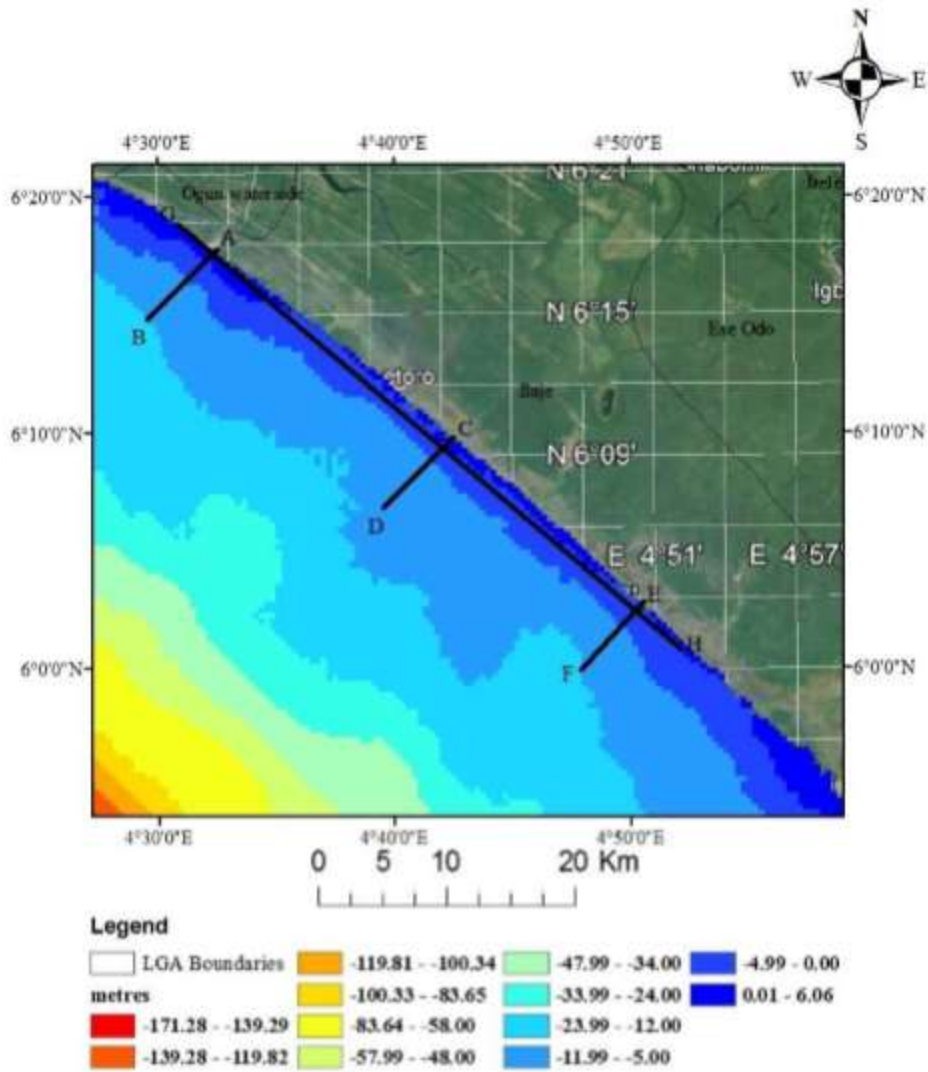 N
W E
S
4°30'0"E 4°40'0"E 4°50'0"E
6°20'0"N
6°20'0"N
Ogun waterside
N 6°21'
G
A
Igb
N 6°15'
B
Ese Odo
Ilaje
6°10'0"N
6°10'0"N
C
N 6°09'
D
E 4°51' E 4°57'
E
H
F
6°0'0"N
6°0'0"N
4°30'0"E 4°40'0"E 4°50'0"E
0 5 10 20 Km
Legend
LGA Boundaries
metres
-171.28 - -139.29
-139.28 - -119.82
-119.81 - -100.34
-100.33 - -83.65
-83.64 - -58.00
-57.99 - -48.00
-47.99 - -34.00
-33.99 - -24.00
-23.99 - -12.00
-11.99 - -5.00
-4.99 - 0.00
0.01 - 6.06